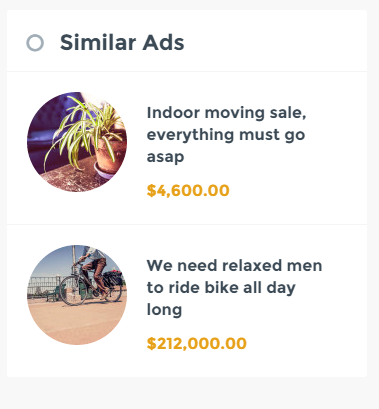 Similar Ads
Indoor moving sale,
everything must go
asap
$4,600.00
We need relaxed men
to ride bike all day
long
$212,000.00